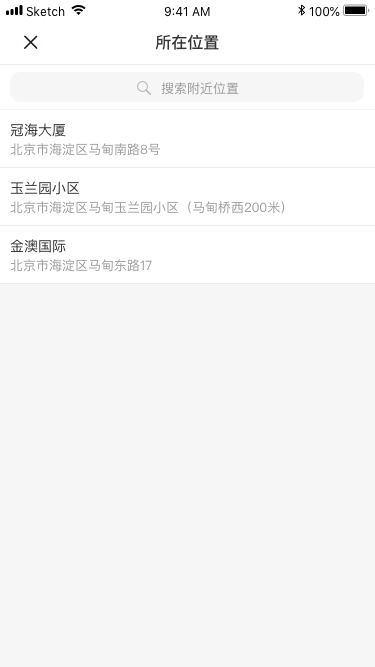 Sketch 9:41 AM 100%
所在位置
搜索附近位置
冠海大厦
北京市海淀区马甸南路8号
玉兰园小区
北京市海淀区马甸玉兰园小区（马甸桥西200米）
金澳国际
北京市海淀区马甸东路17